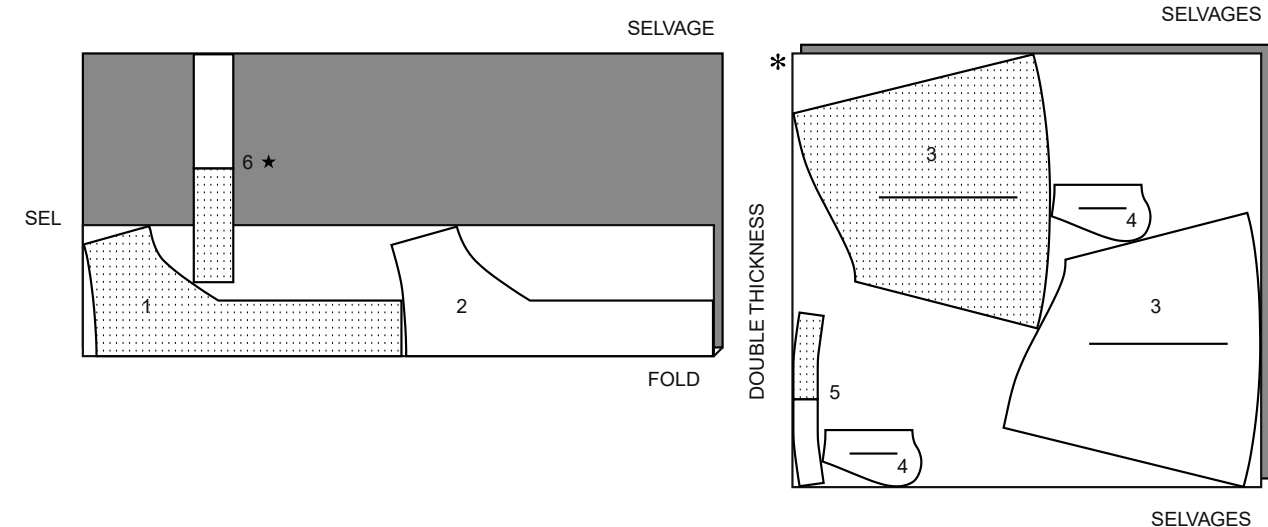 SELVAGE
6 ★
SEL
1
2
FOLD
SELVAGES
*
3
4
DOUBLE THICKNESS
3
5
4
SELVAGES